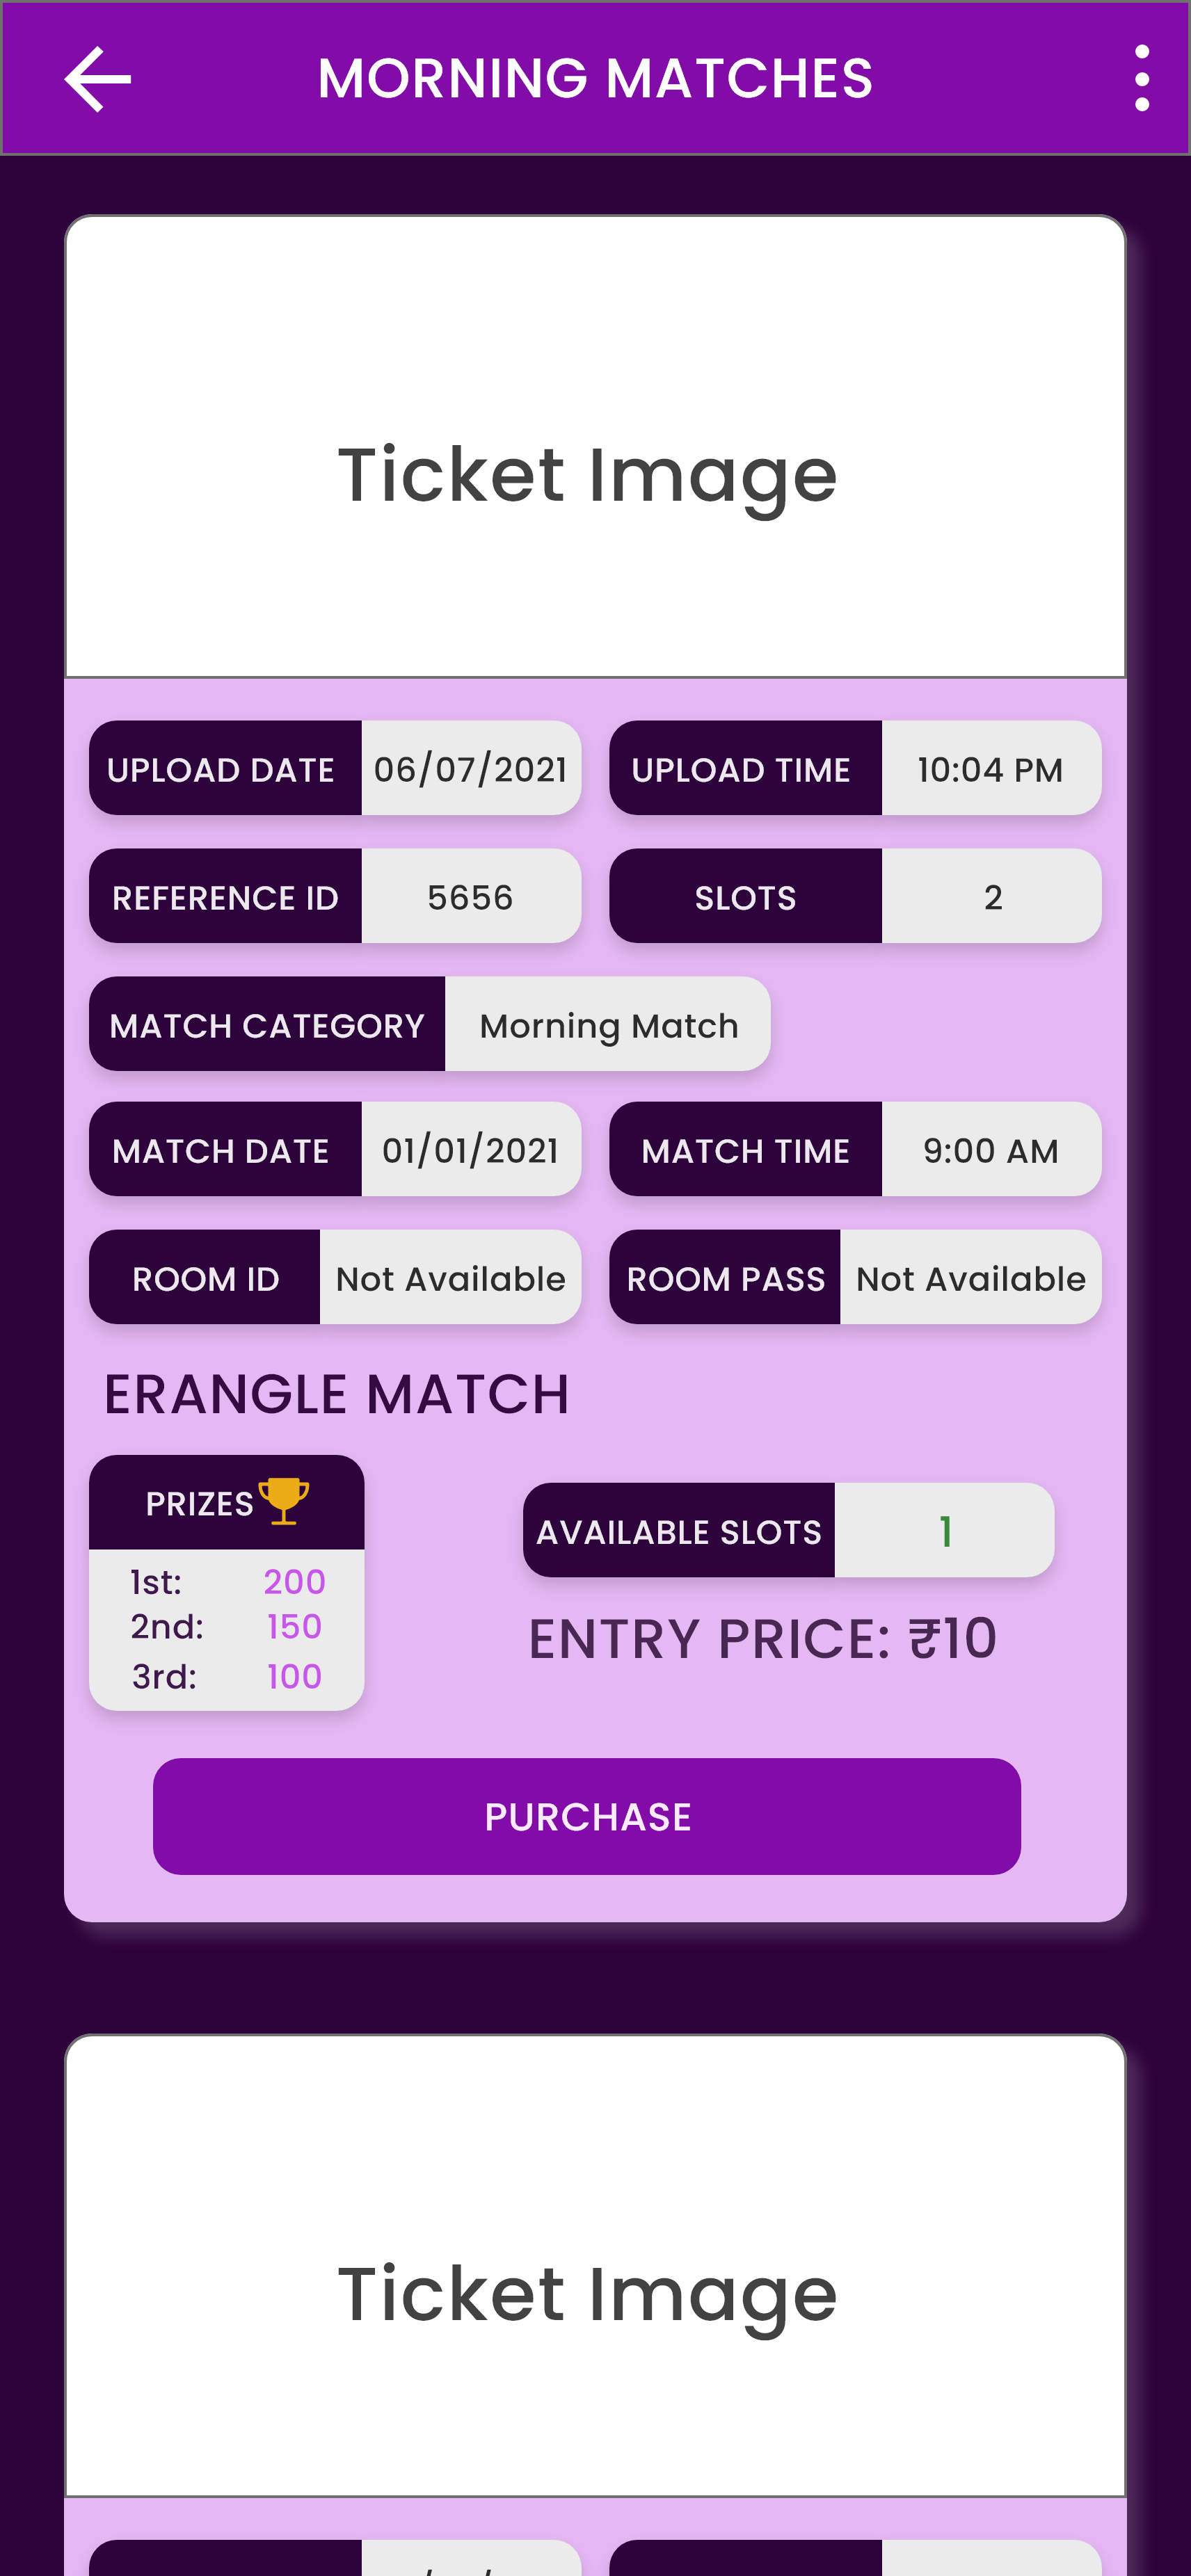 MORNING MATCHES
Ticket Image
UPLOAD DATE 06/07/2021 UPLOAD TIME 10:04 PM
REFERENCE ID 5656 SLOTS 2
MATCH CATEGORY Morning Match
MATCH DATE 01/01/2021 MATCH TIME 9:00 AM
ROOM ID Not Available ROOM PASS Not Available
ERANGLE MATCH
PRIZES
1st: 200
2nd: 150
3rd: 100
AVAILABLE SLOTS 1
ENTRY PRICE: ₹10
PURCHASE
Ticket Image